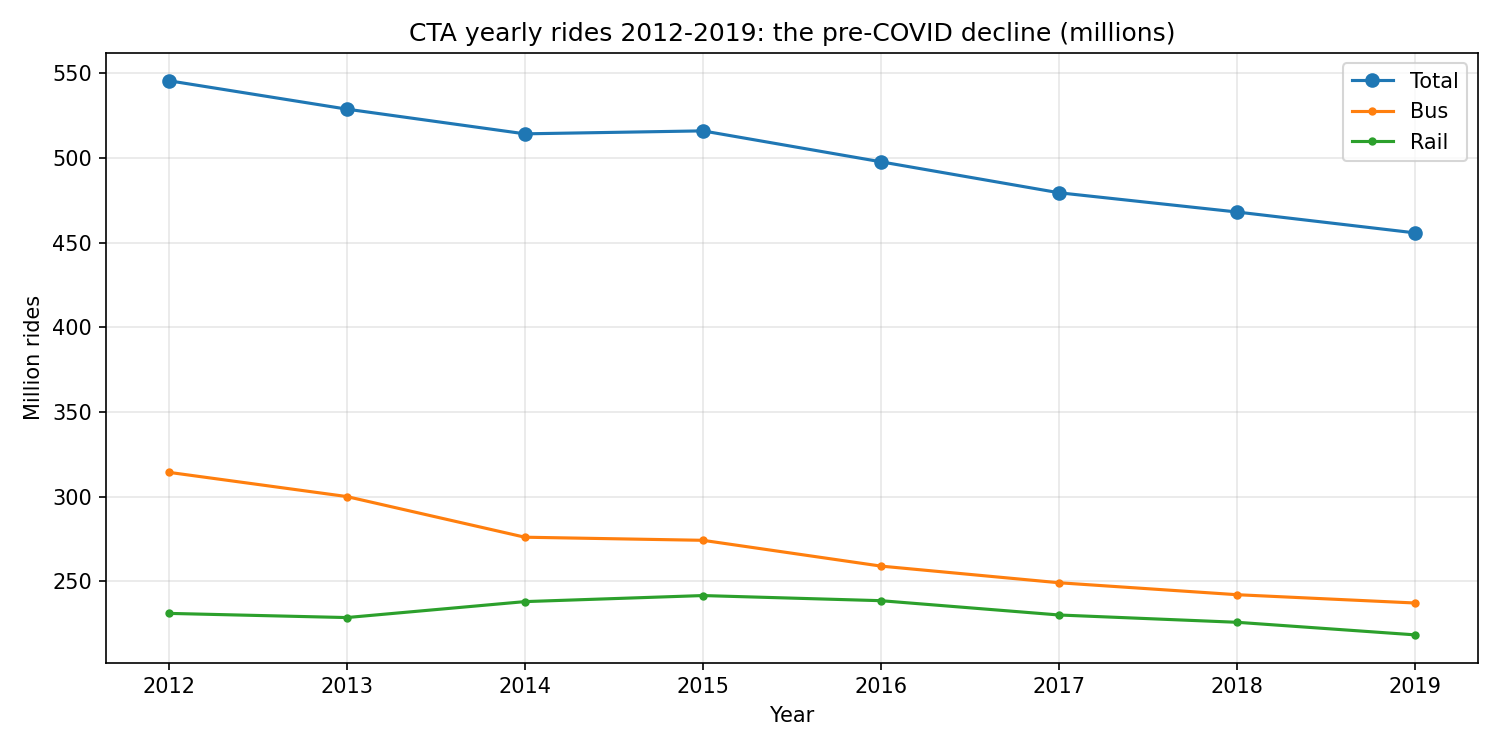 CTA yearly rides 2012-2019: the pre-COVID decline (millions)
Total
Bus
Rail
Million rides
550
500
450
400
350
300
250
2012 2013 2014 2015 2016 2017 2018 2019
Year